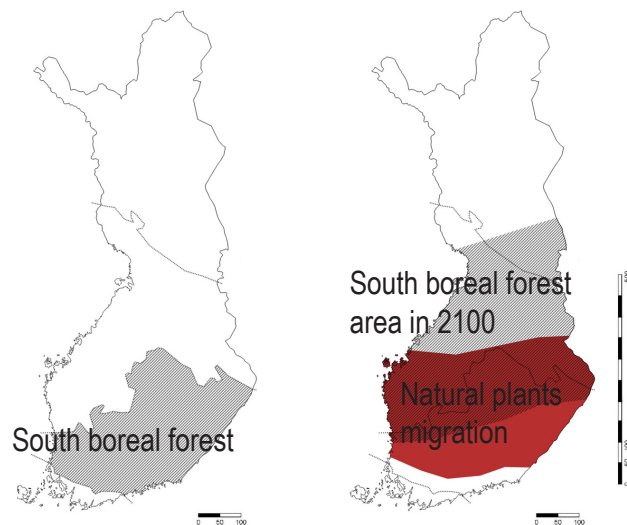 South boreal forest
0 50 100
South boreal forest
area in 2100
Natural plants
migration
0 50 100